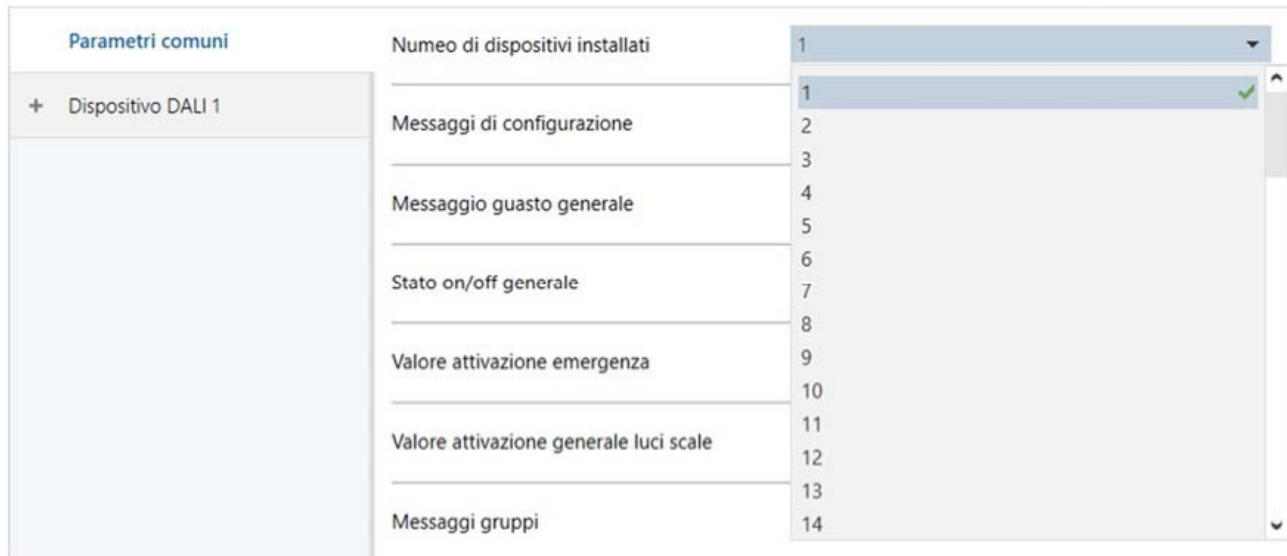 Parametri comuni
+ Dispositivo DALI 1
Numeo di dispositivi installati
1
1
2
3
4
5
6
7
8
9
10
11
12
13
14
Messaggi di configurazione
Messaggio guasto generale
Stato on/off generale
Valore attivazione emergenza
Valore attivazione generale luci scale
Messaggi gruppi